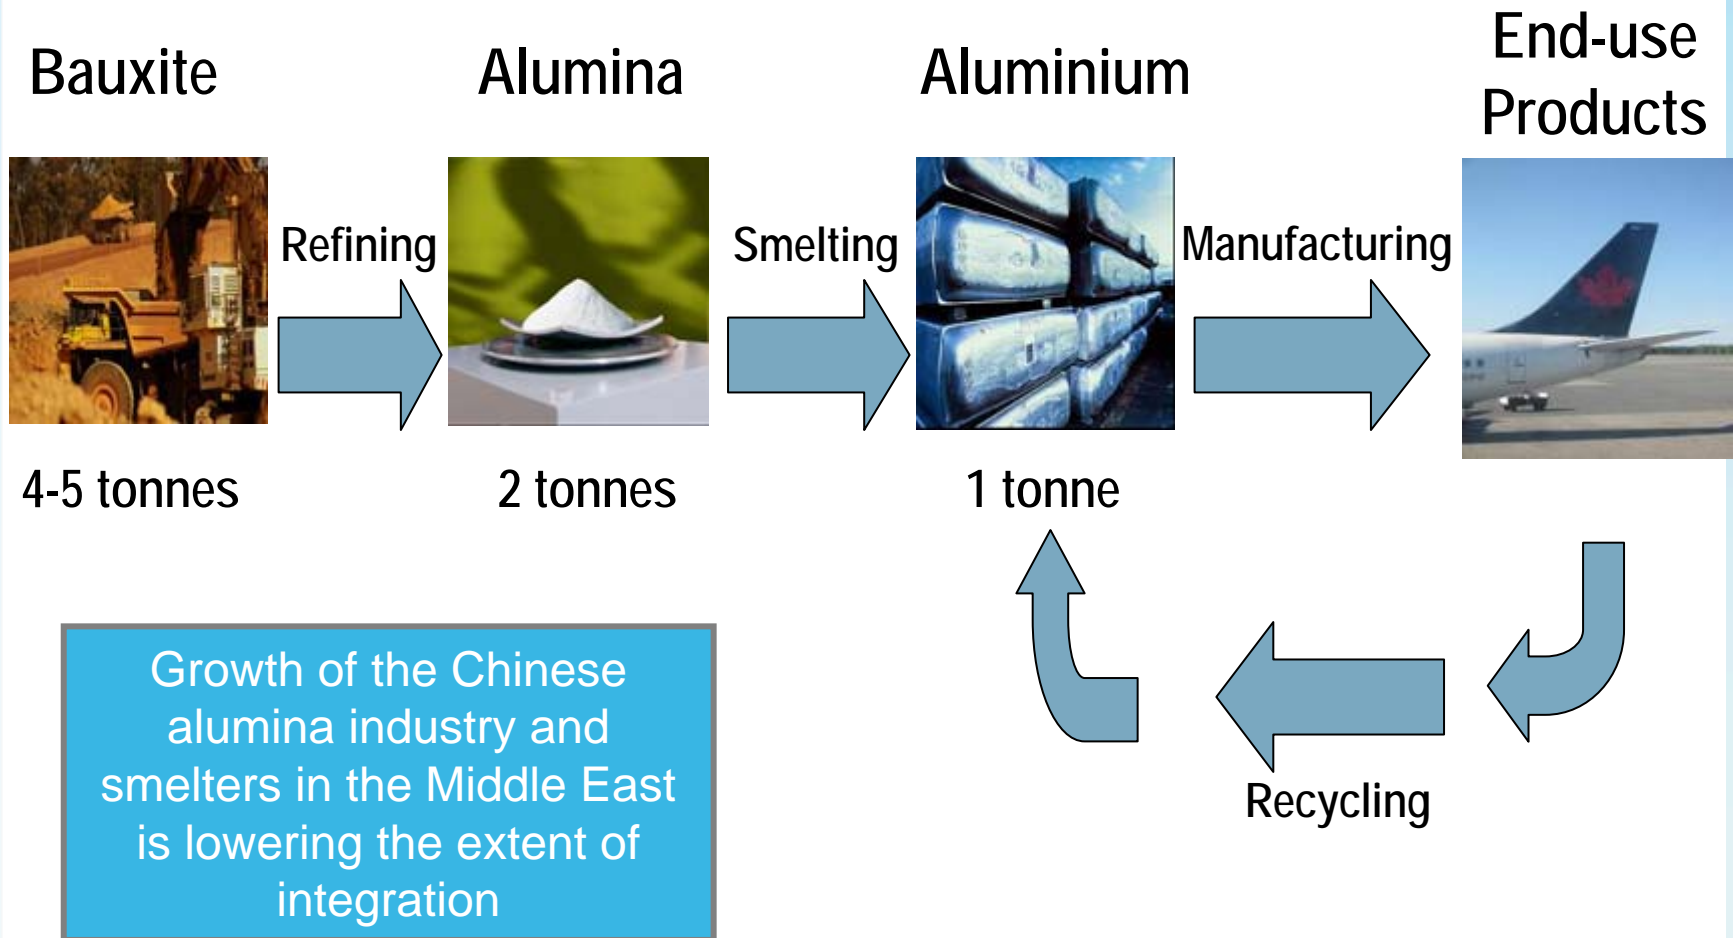 Bauxite
Alumina
Aluminium
End-use
Products
Refining
Smelting
Manufacturing
4-5 tonnes
2 tonnes
1 tonne
Growth of the Chinese
alumina industry and
smelters in the Middle East
is lowering the extent of
integration
Recycling